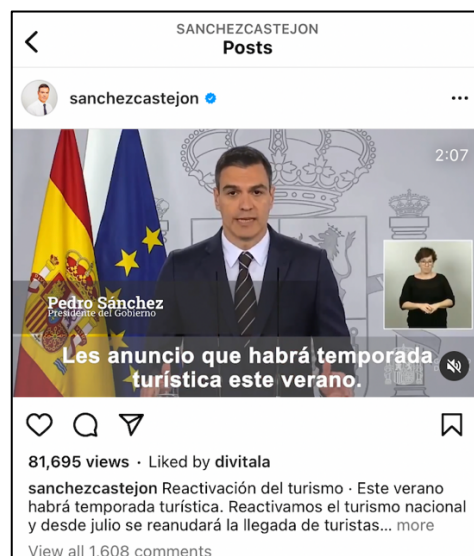 SANCHEZCASTEJON
Posts
sanchezcastejon
2:07
Pedro Sánchez
Presidente del Gobierno
Les anuncio que habrá temporada
turística este verano.
81,695 views · Liked by divitala
sanchezcastejon Reactivación del turismo · Este verano
habrá temporada turística. Reactivamos el turismo nacional
y desde julio se reanudará la llegada de turistas... more
View all 1,608 comments